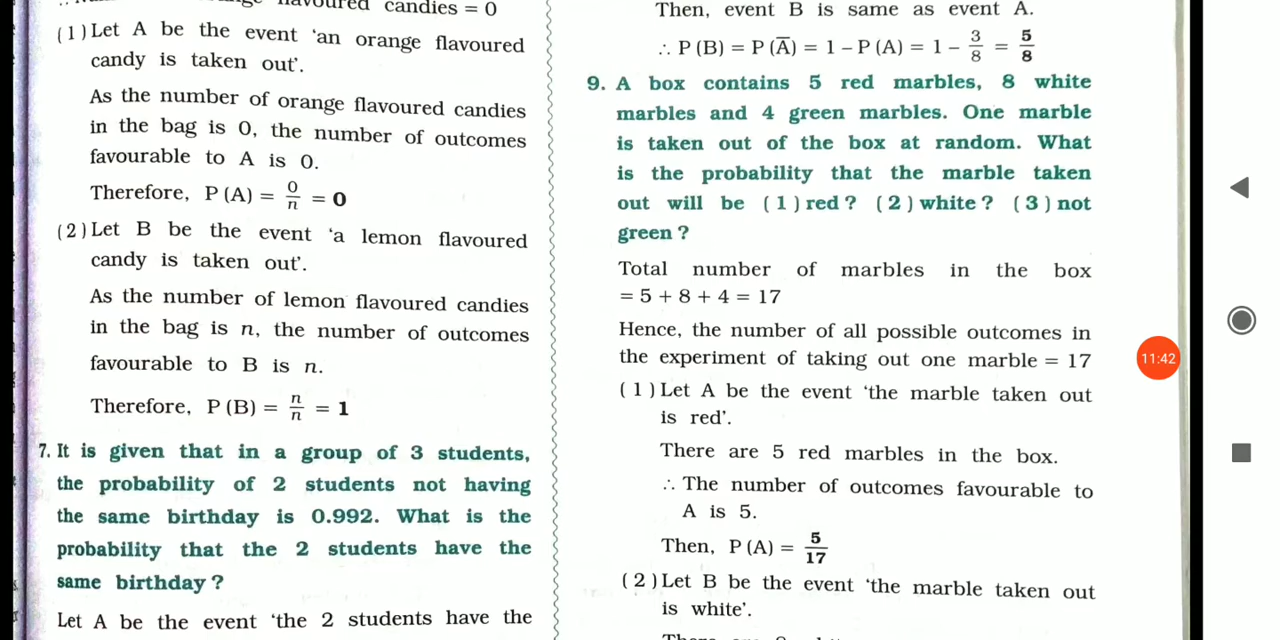 flavoured candies = 0
(1) Let A be the event 'an orange flavoured
candy is taken out'.
As the number of orange flavoured candies
in the bag is 0, the number of outcomes
favourable to A is 0.
Therefore, P (A) = 0/n = 0
(2) Let B be the event 'a lemon flavoured
candy is taken out'.
As the number of lemon flavoured candies
in the bag is n, the number of outcomes
favourable to B is n.
Therefore, P (B) = n/n = 1
7. It is given that in a group of 3 students,
the probability of 2 students not having
the same birthday is 0.992. What is the
probability that the 2 students have the
same birthday ?
Let A be the event 'the 2 students have the
Then, event B is same as event A.
∴ P (B) = P (A̅) = 1 – P (A) = 1 – 3/8 = 5/8
9. A box contains 5 red marbles, 8 white
marbles and 4 green marbles. One marble
is taken out of the box at random. What
is the probability that the marble taken
out will be (1) red ? (2) white ? (3) not
green ?
Total number of marbles in the box
= 5 + 8 + 4 = 17
Hence, the number of all possible outcomes in
the experiment of taking out one marble = 17
(1) Let A be the event 'the marble taken out
is red'.
There are 5 red marbles in the box.
∴ The number of outcomes favourable to
A is 5.
Then, P (A) = 5/17
(2) Let B be the event 'the marble taken out
is white'.
11:42